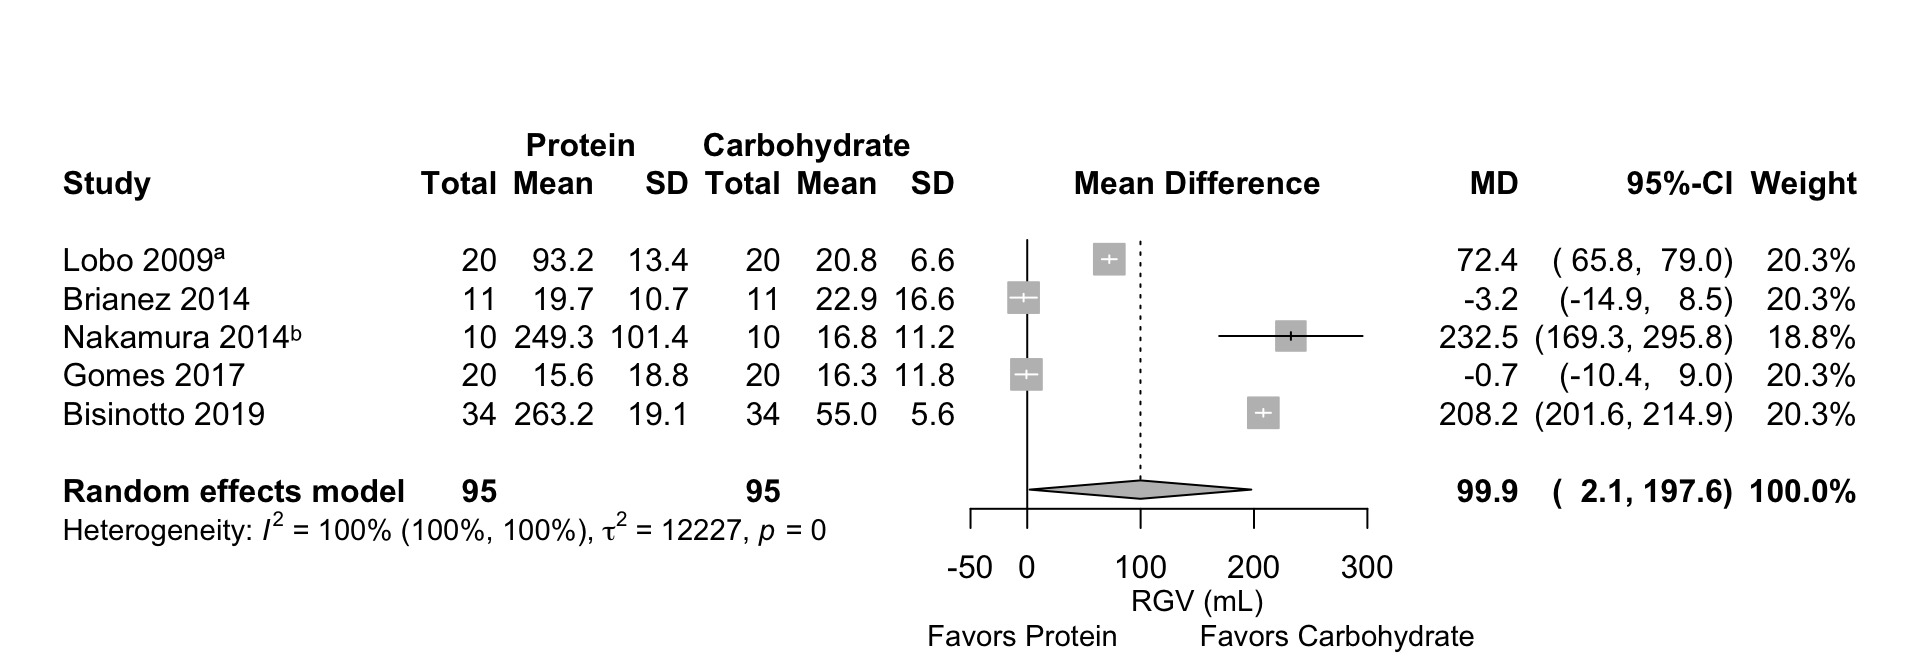 Protein Carbohydrate
Study Total Mean SD Total Mean SD Mean Difference MD 95%-CI Weight
Lobo 2009ᵃ 20 93.2 13.4 20 20.8 6.6 72.4 ( 65.8, 79.0) 20.3%
Brianez 2014 11 19.7 10.7 11 22.9 16.6 -3.2 (-14.9, 8.5) 20.3%
Nakamura 2014ᵇ 10 249.3 101.4 10 16.8 11.2 232.5 (169.3, 295.8) 18.8%
Gomes 2017 20 15.6 18.8 20 16.3 11.8 -0.7 (-10.4, 9.0) 20.3%
Bisinotto 2019 34 263.2 19.1 34 55.0 5.6 208.2 (201.6, 214.9) 20.3%
Random effects model 95 95 99.9 ( 2.1, 197.6) 100.0%
Heterogeneity: I² = 100% (100%, 100%), τ² = 12227, p = 0
-50 0 100 200 300
RGV (mL)
Favors Protein Favors Carbohydrate